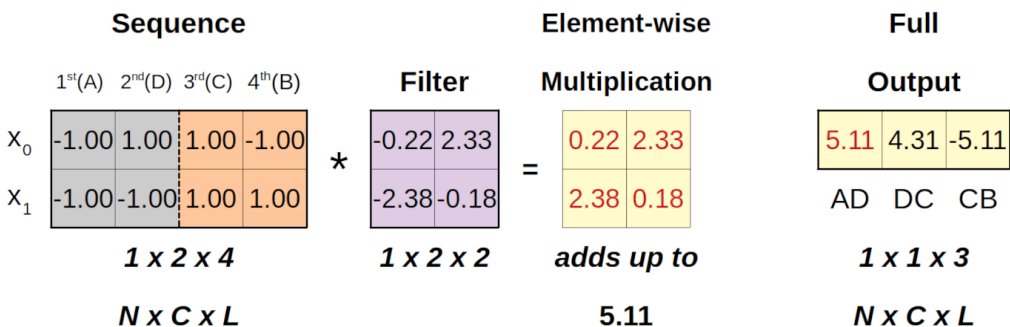 Sequence Element-wise Full
1st(A) 2nd(D) 3rd(C) 4th(B) Filter Multiplication Output
x0 -1.00 1.00 1.00 -1.00 -0.22 2.33 0.22 2.33 5.11 4.31 -5.11
* =
x1 -1.00 -1.00 1.00 1.00 -2.38 -0.18 2.38 0.18 AD DC CB
1 x 2 x 4 1 x 2 x 2 adds up to 1 x 1 x 3
N x C x L 5.11 N x C x L